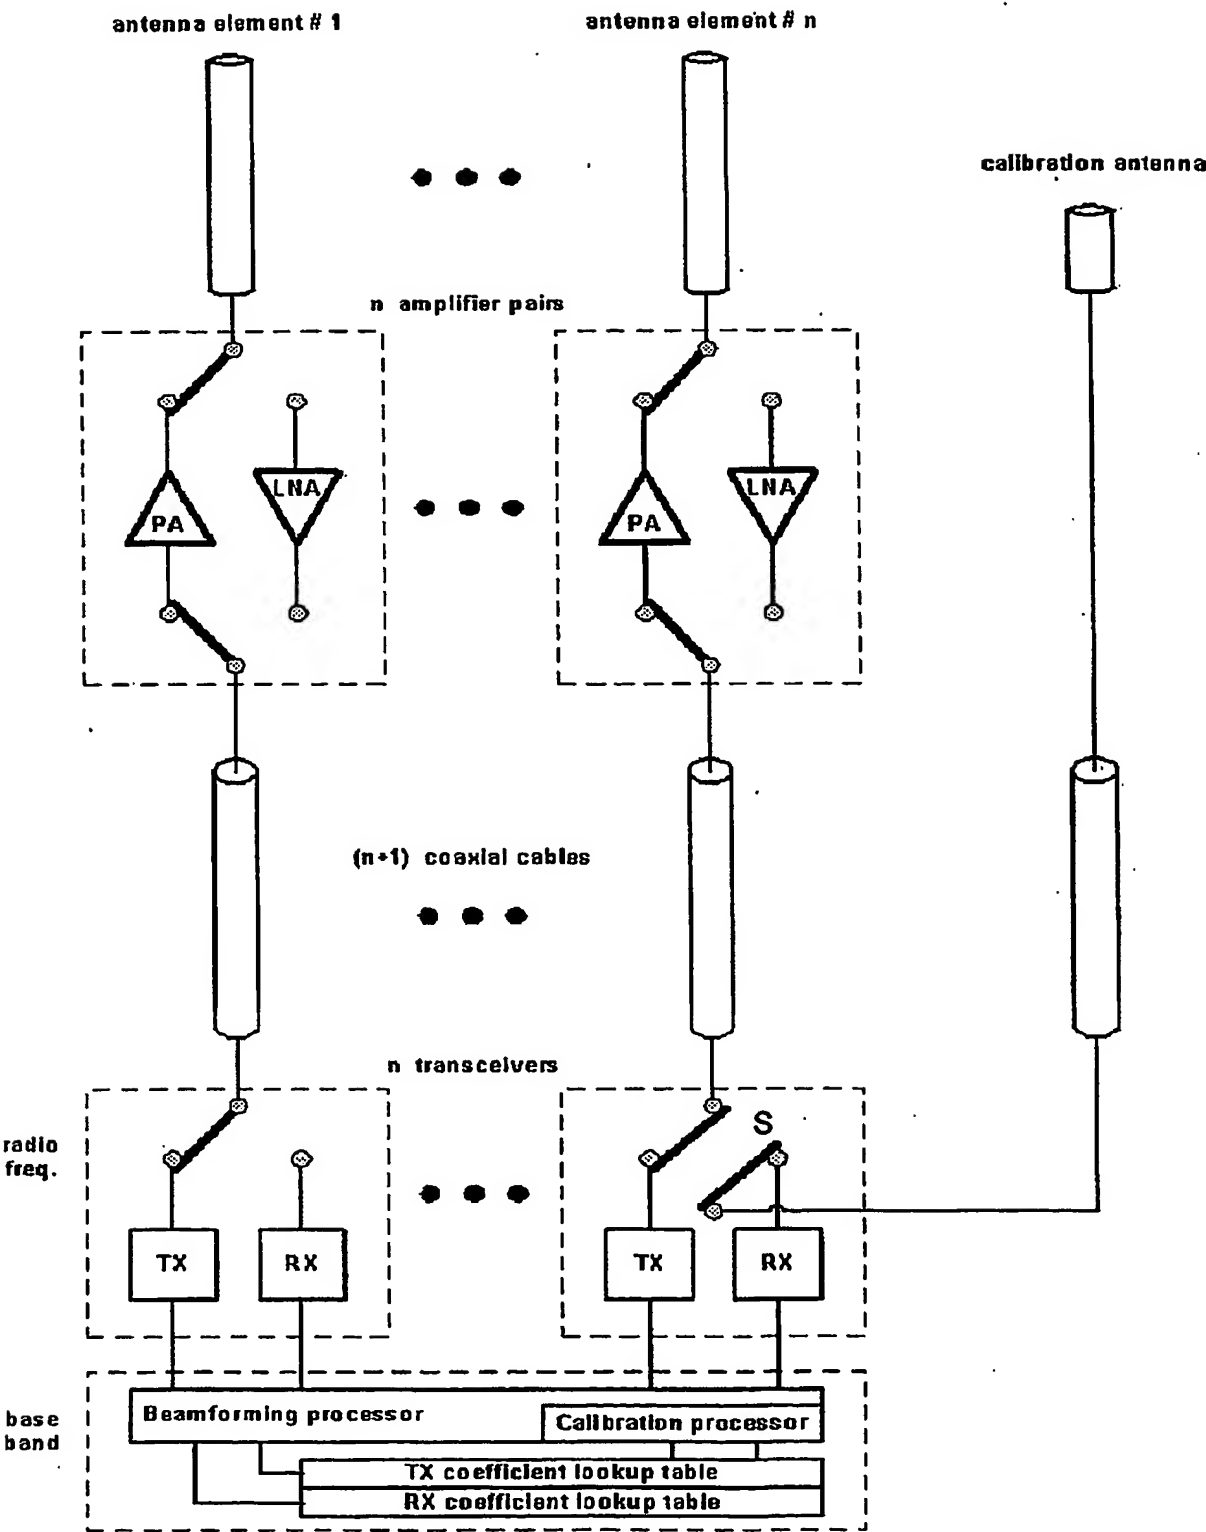 antenna element # 1
antenna element # n
calibration antenna
n amplifier pairs
LNA
LNA
PA
PA
(n+1) coaxial cables
n transceivers
S
radio
freq.
TX
RX
TX
RX
Beamforming processor
Calibration processor
base
band
TX coefficient lookup table
RX coefficient lookup table